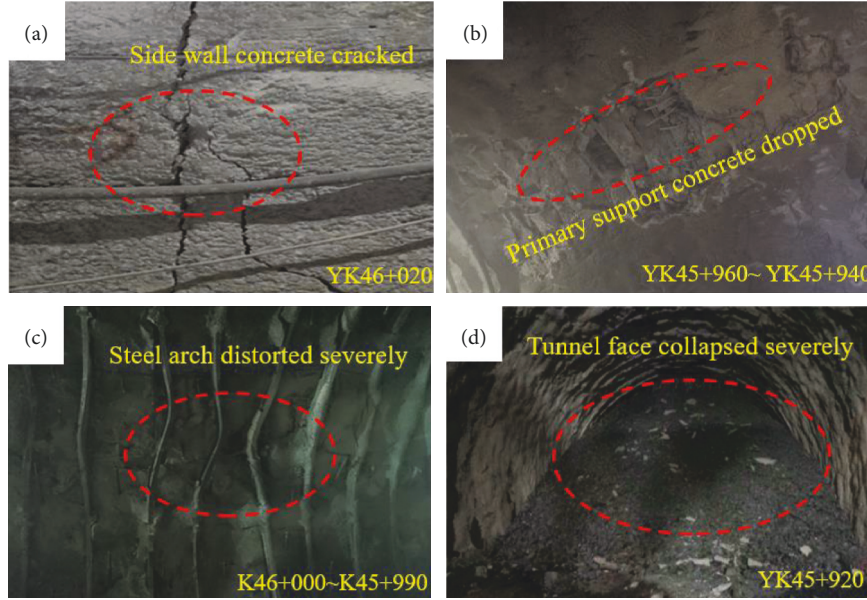 (a)
Side wall concrete cracked
YK46+020
(b)
Primary support concrete dropped
YK45+960~ YK45+940
(c)
Steel arch distorted severely
K46+000~K45+990
(d)
Tunnel face collapsed severely
YK45+920